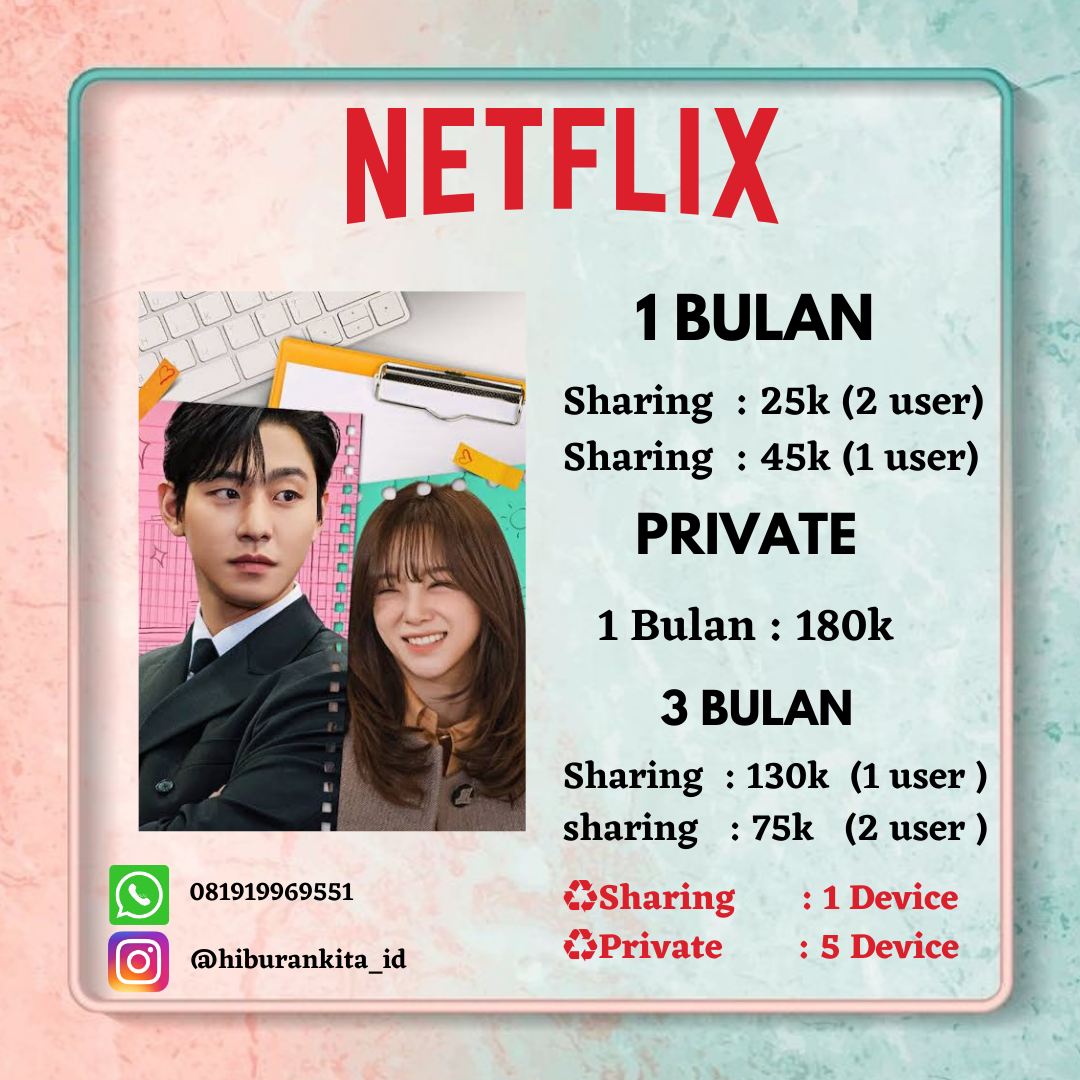 NETFLIX
1 BULAN
Sharing : 25k (2 user)
Sharing : 45k (1 user)
PRIVATE
1 Bulan : 180k
3 BULAN
Sharing : 130k (1 user )
sharing : 75k (2 user )
♻Sharing : 1 Device
♻Private : 5 Device
081919969551
@hiburankita_id